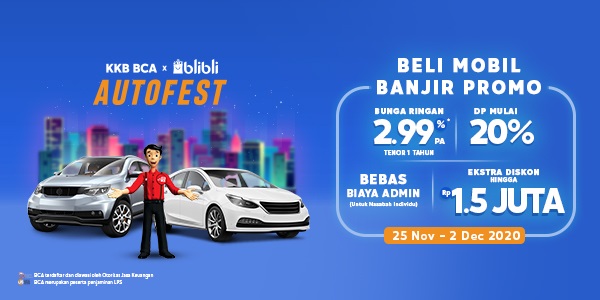 KKB BCA x blibli
AUTOFEST
BELI MOBIL
BANJIR PROMO
BUNGA RINGAN
2.99%* PA
TENOR 1 TAHUN
DP MULAI
20%
BEBAS
BIAYA ADMIN
(Untuk Nasabah Individu)
EKSTRA DISKON
HINGGA
Rp 1.5 JUTA
25 Nov – 2 Dec 2020
BCA terdaftar dan diawasi oleh Otoritas Jasa Keuangan
BCA merupakan peserta penjaminan LPS